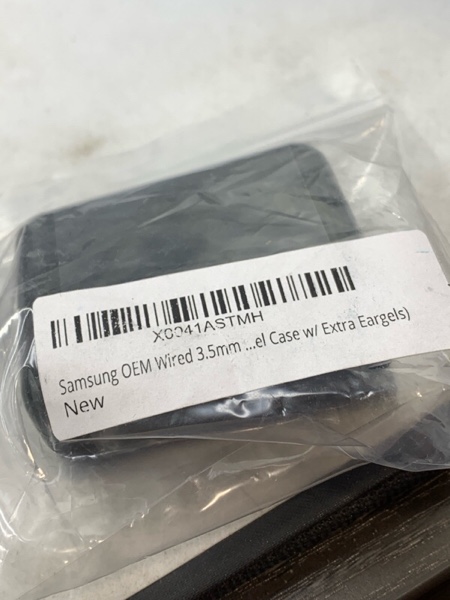 X0041ASTMH
Samsung OEM Wired 3.5mm ...el Case w/ Extra Eargels)
New